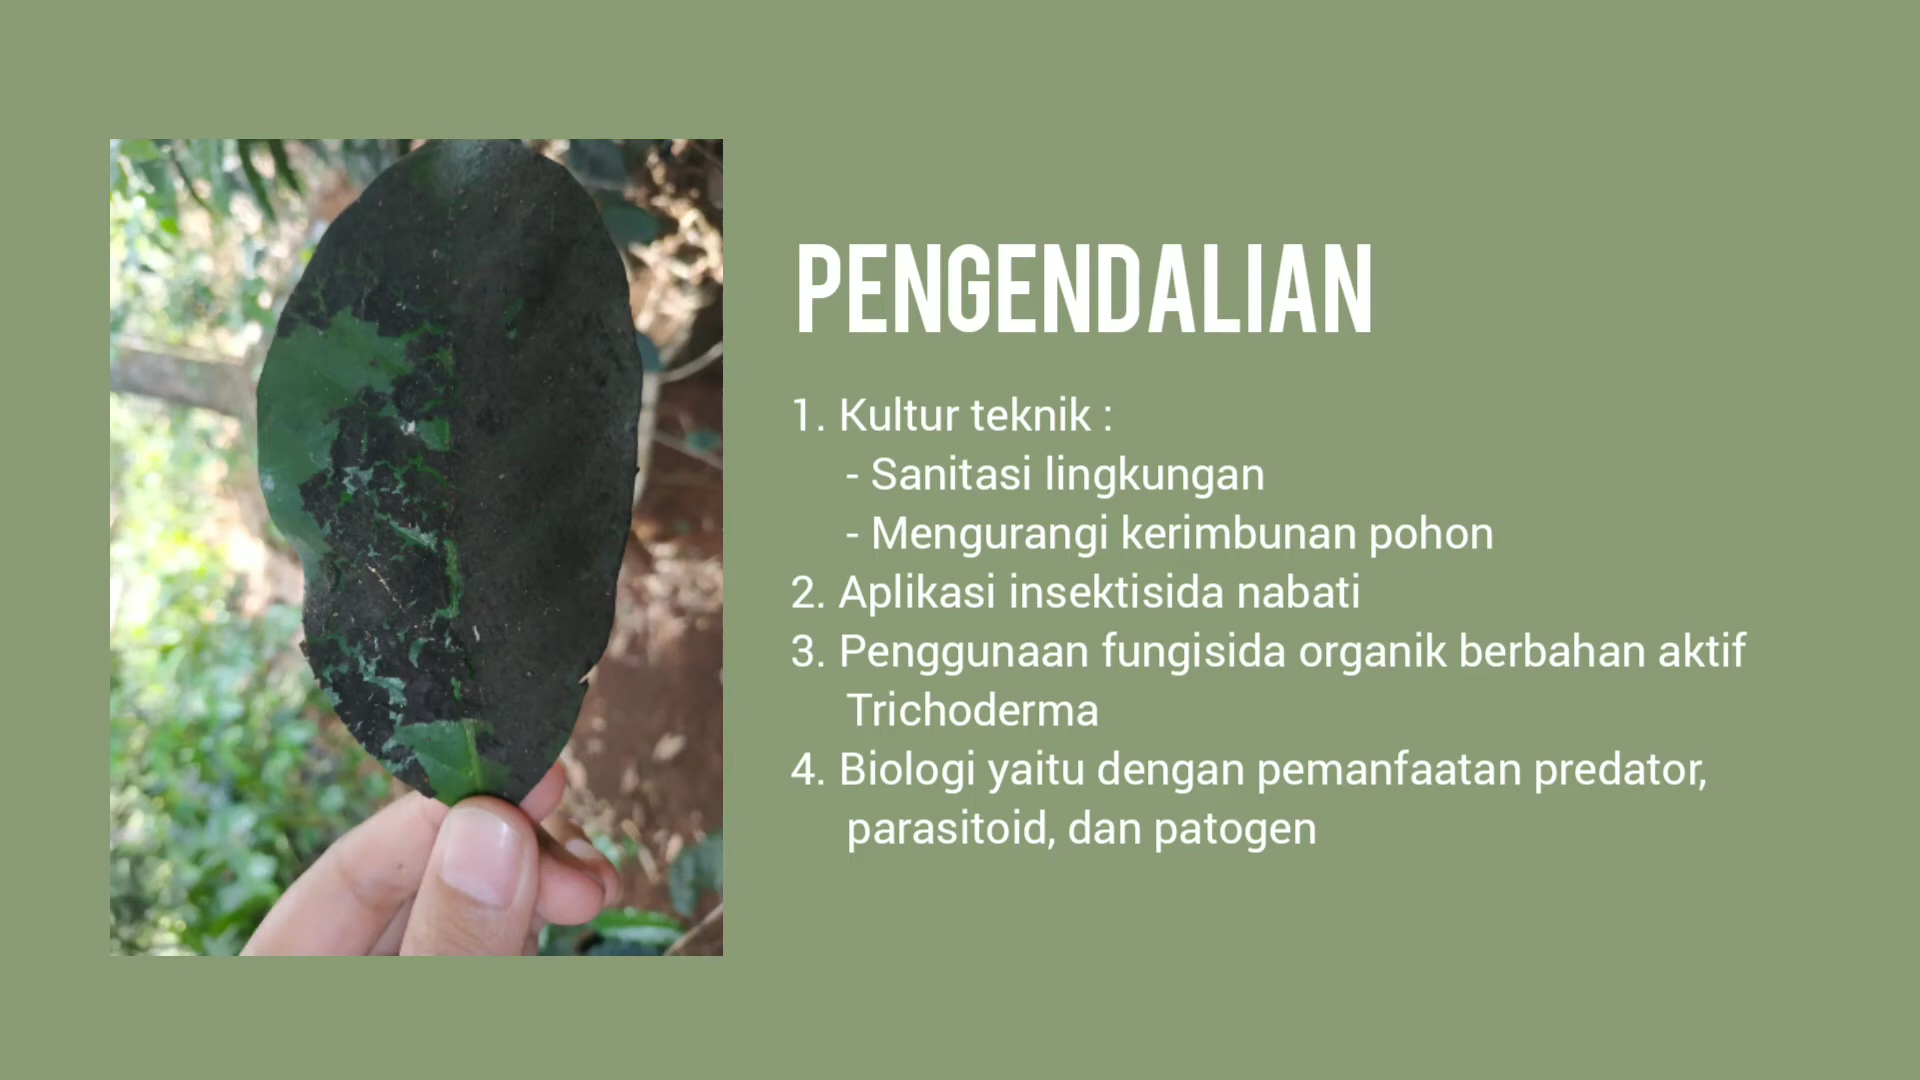 PENGENDALIAN
1. Kultur teknik :
- Sanitasi lingkungan
- Mengurangi kerimbunan pohon
2. Aplikasi insektisida nabati
3. Penggunaan fungisida organik berbahan aktif
Trichoderma
4. Biologi yaitu dengan pemanfaatan predator,
parasitoid, dan patogen